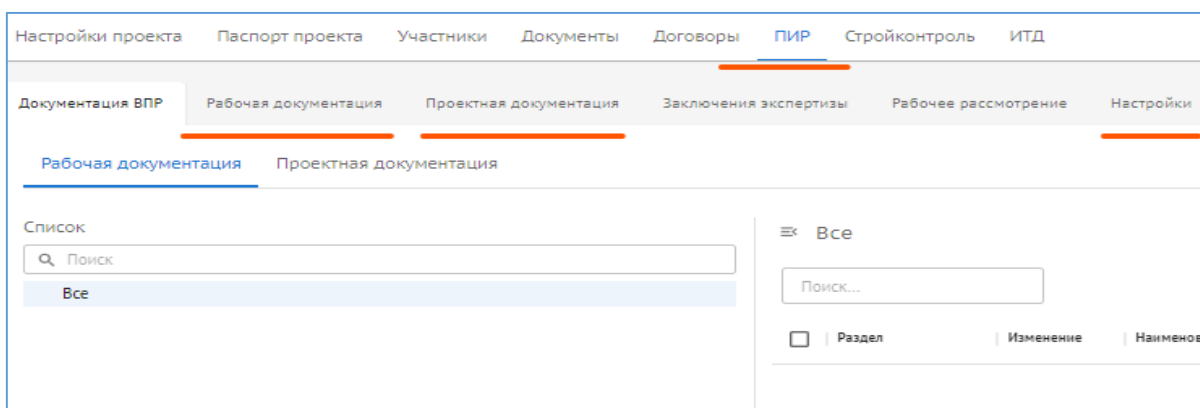 Настройки проекта Паспорт проекта Участники Документы Договоры ПИР Стройконтроль ИТД
Документация ВПР Рабочая документация Проектная документация Заключения экспертизы Рабочее рассмотрение Настройки
Рабочая документация Проектная документация
Список
Все
Поиск
Поиск...
Все
Раздел Изменение Наименов